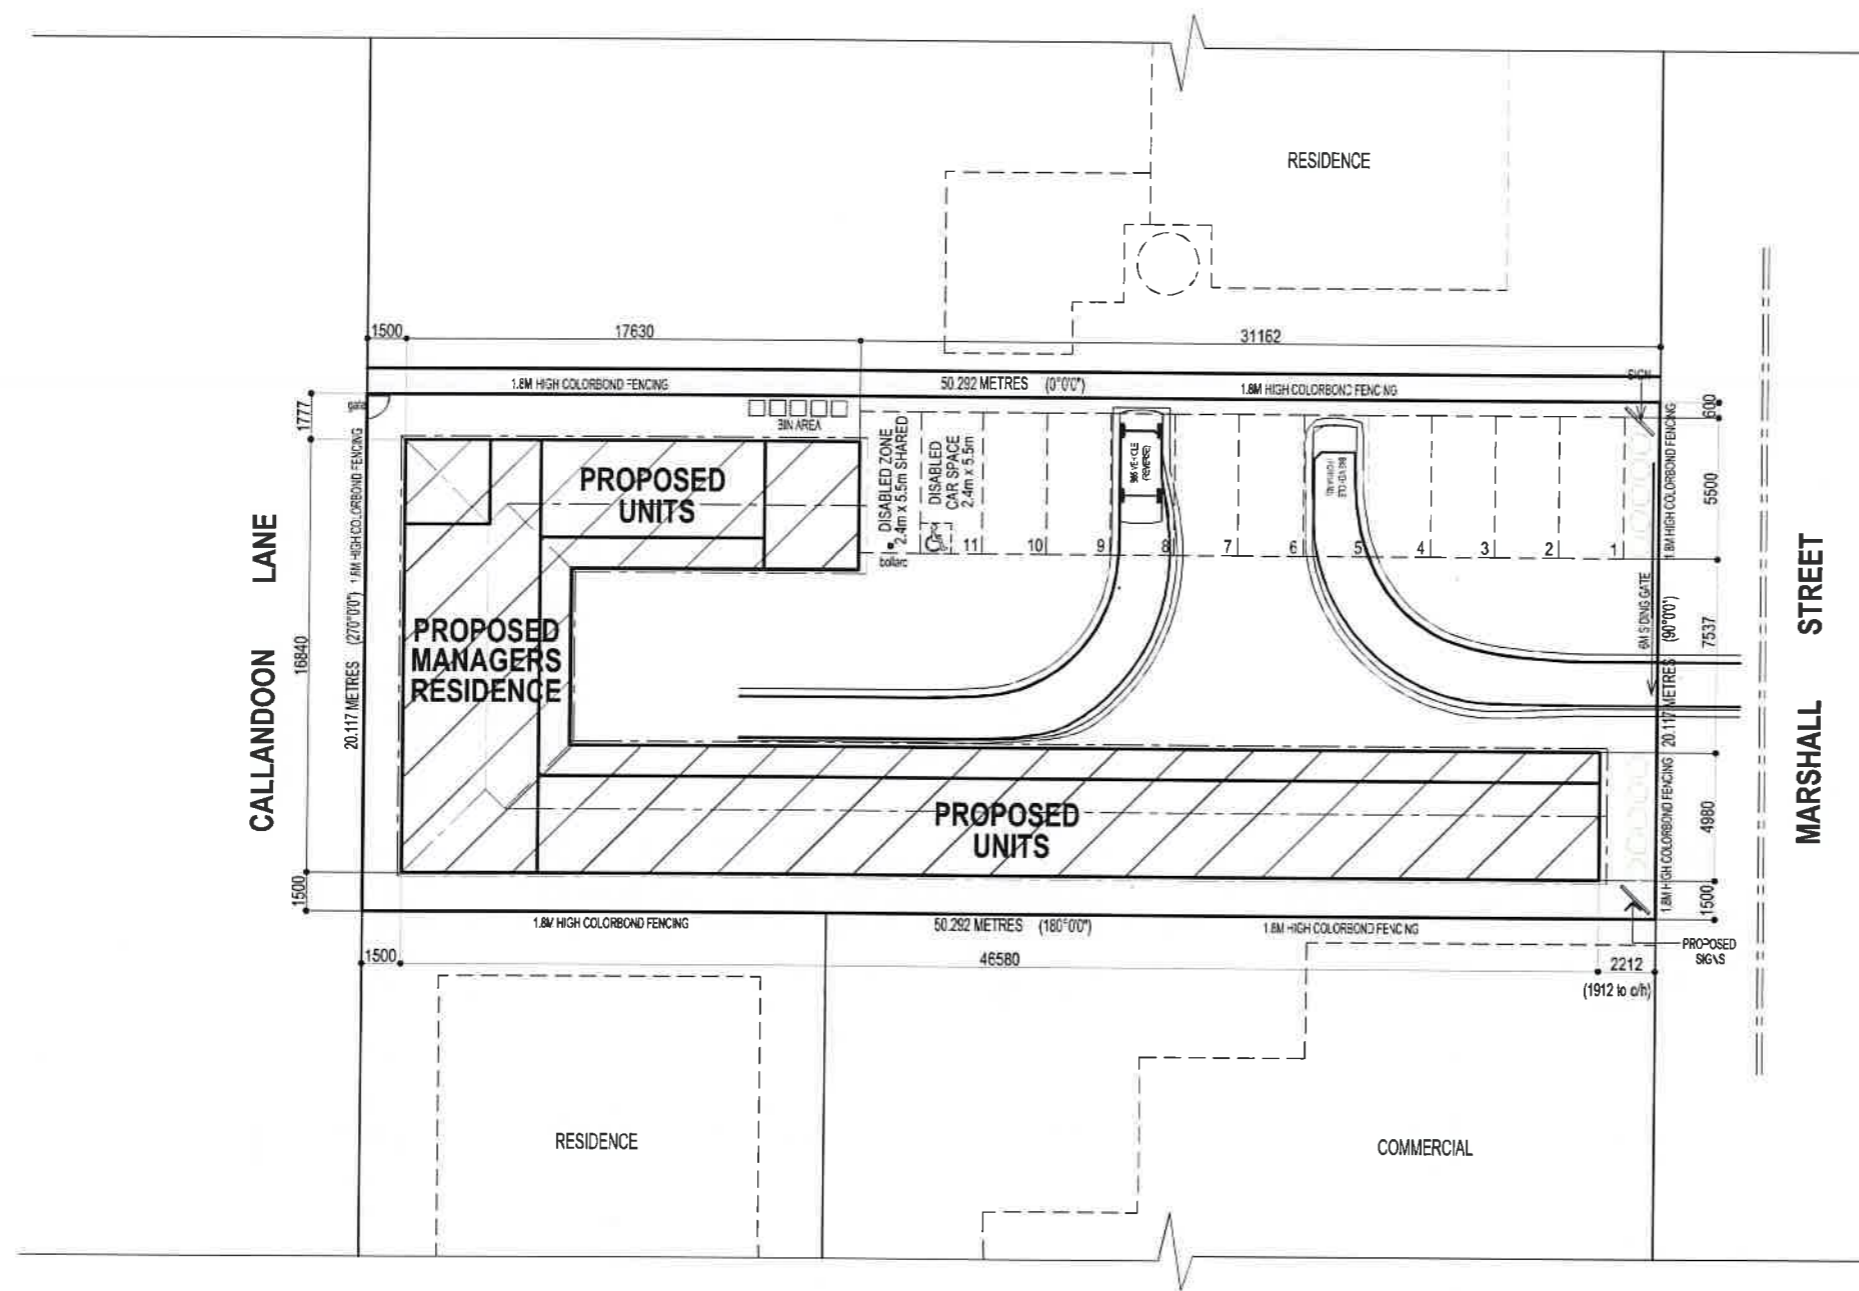 RESIDENCE
1500
17630
31162
1.8M HIGH COLORBOND FENCING
50.292 METRES (0°0'0")
1.8M HIGH COLORBOND FENCING
SIGN
gate
BIN AREA
1777
600
DISABLED ZONE
2.4m x 5.5m SHARED
DISABLED
CAR SPACE
2.4m x 5.5m
1.8M HIGH COLORBOND FENCING
1.8M HIGH COLORBOND FENCING
5500
PROPOSED
UNITS
bollard
11
10
9
8
7
6
5
4
3
2
1
CALLANDOON LANE
MARSHALL STREET
16840
20.117 METRES (270°0'0")
PROPOSED
MANAGERS
RESIDENCE
20.117 METRES (90°0'0")
7537
PROPOSED
UNITS
4980
1.8M HIGH COLORBOND FENCING
1500
1500
1.8M HIGH COLORBOND FENCING
50.292 METRES (180°0'0")
1.8M HIGH COLORBOND FENCING
PROPOSED
SIGNS
1500
46580
2212
(1912 to o/h)
RESIDENCE
COMMERCIAL